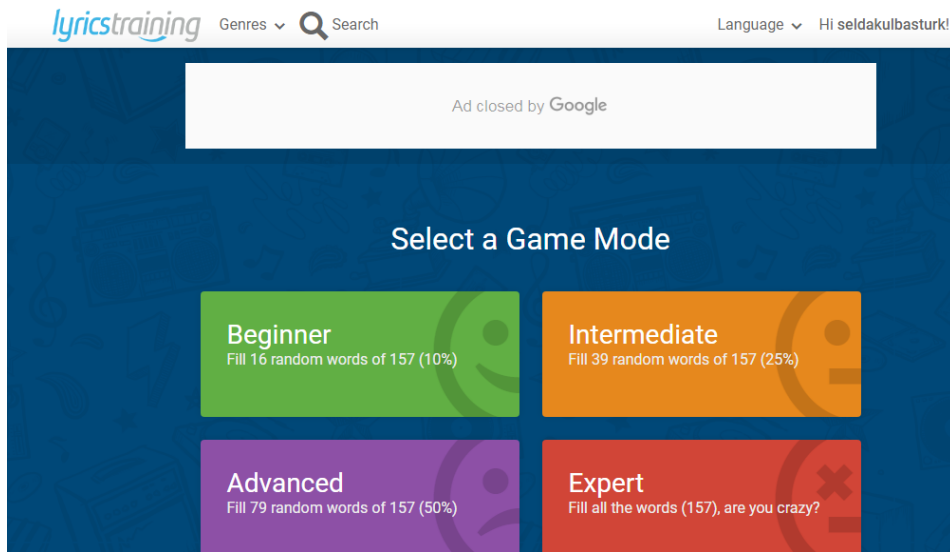 lyricstraining Genres Search Language Hi seldakulbasturk!
Ad closed by Google
Select a Game Mode
Beginner
Fill 16 random words of 157 (10%)
Intermediate
Fill 39 random words of 157 (25%)
Advanced
Fill 79 random words of 157 (50%)
Expert
Fill all the words (157), are you crazy?